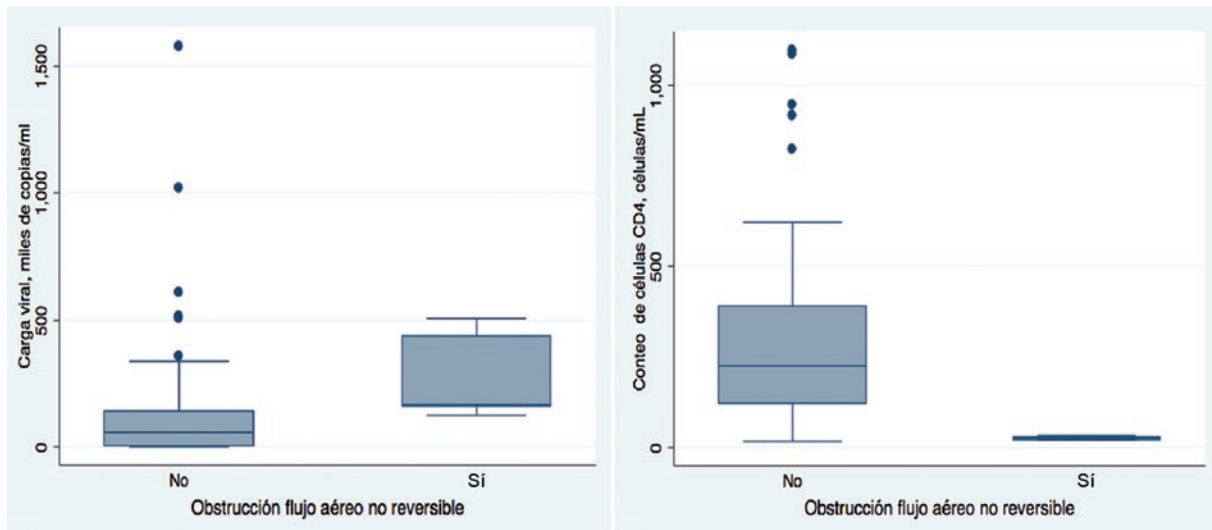 Carga viral, miles de copias/ml
1,500
1,000
500
0
No
Sí
Obstrucción flujo aéreo no reversible
Conteo de células CD4, células/mL
1,000
500
0
No
Sí
Obstrucción flujo aéreo no reversible